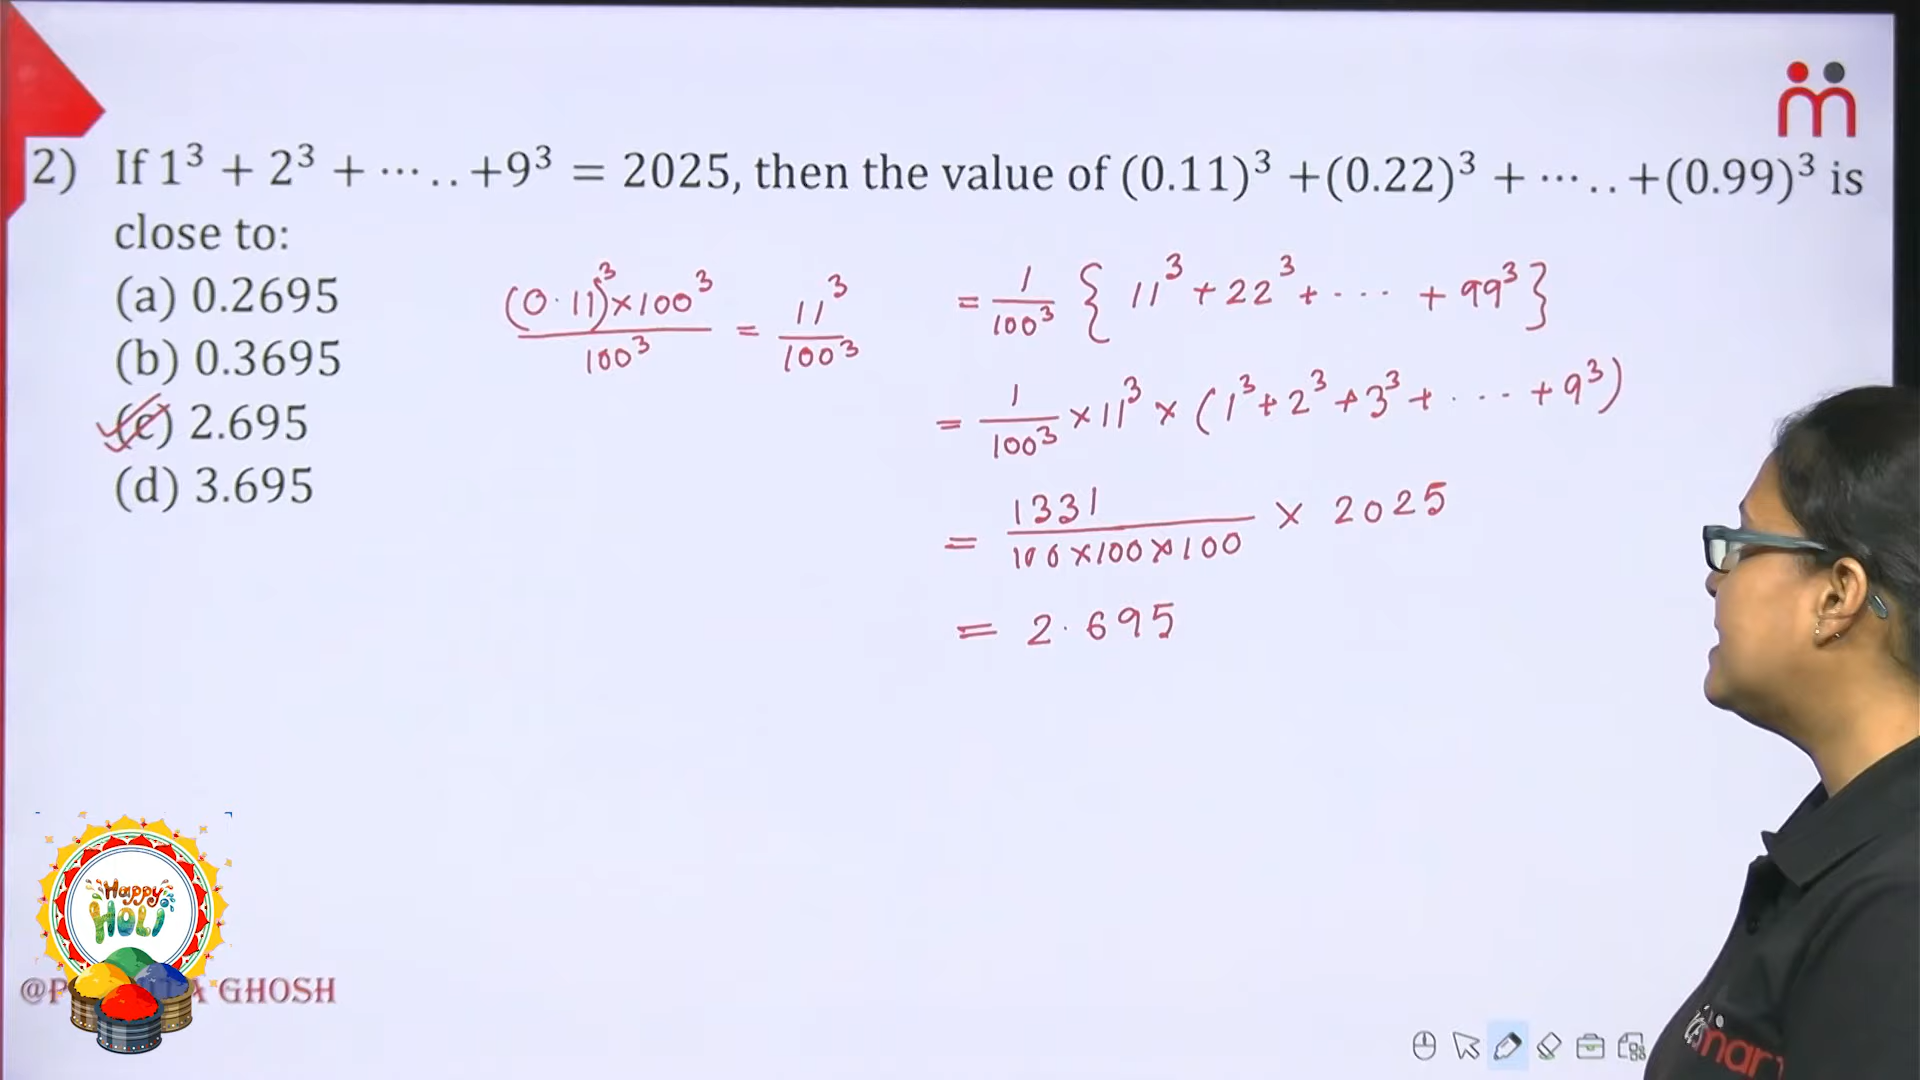 2) If 1³ + 2³ + ⋯ . . +9³ = 2025, then the value of (0.11)³ +(0.22)³ + ⋯ . . +(0.99)³ is
close to:
(a) 0.2695
(b) 0.3695
(c) 2.695
(d) 3.695
(0.11)³×100³ / 100³ = 11³ / 100³
= 1/100³ { 11³ + 22³ + ... + 99³ }
= 1/100³ × 11³ × (1³+2³+3³+ .... +9³)
= 1331 / 100×100×100 × 2025
= 2.695
Happy
HOLI
GHOSH